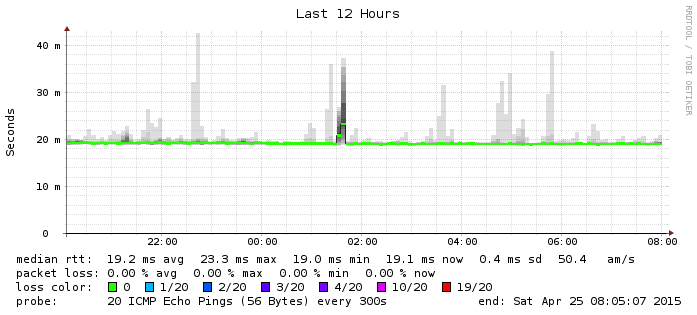 Last 12 Hours
RRDTOOL / TOBI OETIKER
Seconds
40 m
30 m
20 m
10 m
0
22:00 00:00 02:00 04:00 06:00 08:00
median rtt: 19.2 ms avg 23.3 ms max 19.0 ms min 19.1 ms now 0.4 ms sd 50.4 am/s
packet loss: 0.00 % avg 0.00 % max 0.00 % min 0.00 % now
loss color: 0 1/20 2/20 3/20 4/20 10/20 19/20
probe: 20 ICMP Echo Pings (56 Bytes) every 300s end: Sat Apr 25 08:05:07 2015